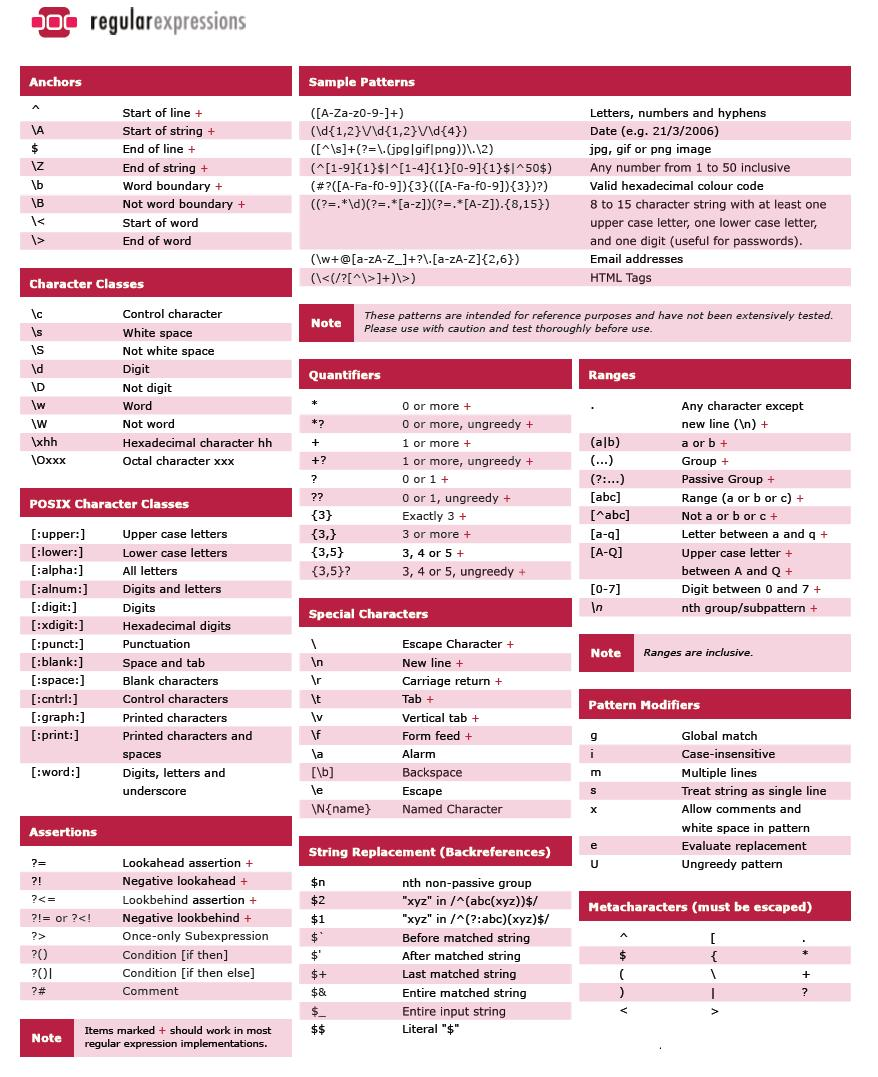 regularexpressions
Anchors
^ Start of line +
\A Start of string +
$ End of line +
\Z End of string +
\b Word boundary +
\B Not word boundary +
\< Start of word
\> End of word
Character Classes
\c Control character
\s White space
\S Not white space
\d Digit
\D Not digit
\w Word
\W Not word
\xhh Hexadecimal character hh
\Oxxx Octal character xxx
POSIX Character Classes
[:upper:] Upper case letters
[:lower:] Lower case letters
[:alpha:] All letters
[:alnum:] Digits and letters
[:digit:] Digits
[:xdigit:] Hexadecimal digits
[:punct:] Punctuation
[:blank:] Space and tab
[:space:] Blank characters
[:cntrl:] Control characters
[:graph:] Printed characters
[:print:] Printed characters and
spaces
[:word:] Digits, letters and
underscore
Assertions
?= Lookahead assertion +
?! Negative lookahead +
?<= Lookbehind assertion +
?!= or ?<! Negative lookbehind +
?> Once-only Subexpression
?() Condition [if then]
?()| Condition [if then else]
?# Comment
Note Items marked + should work in most
regular expression implementations.
Sample Patterns
([A-Za-z0-9-]+) Letters, numbers and hyphens
(\d{1,2}\/\d{1,2}\/\d{4}) Date (e.g. 21/3/2006)
([^\s]+(?=\.(jpg|gif|png))\.\2) jpg, gif or png image
(^[1-9]{1}$|^[1-4]{1}[0-9]{1}$|^50$) Any number from 1 to 50 inclusive
(#?([A-Fa-f0-9]){3}(([A-Fa-f0-9]){3})?) Valid hexadecimal colour code
((?=.*\d)(?=.*[a-z])(?=.*[A-Z]).{8,15}) 8 to 15 character string with at least one
upper case letter, one lower case letter,
and one digit (useful for passwords).
(\w+@[a-zA-Z_]+?\.[a-zA-Z]{2,6}) Email addresses
(\<(/?[^\>]+)\>) HTML Tags
Note These patterns are intended for reference purposes and have not been extensively tested.
Please use with caution and test thoroughly before use.
Quantifiers
* 0 or more +
*? 0 or more, ungreedy +
+ 1 or more +
+? 1 or more, ungreedy +
? 0 or 1 +
?? 0 or 1, ungreedy +
{3} Exactly 3 +
{3,} 3 or more +
{3,5} 3, 4 or 5 +
{3,5}? 3, 4 or 5, ungreedy +
Special Characters
\ Escape Character +
\n New line +
\r Carriage return +
\t Tab +
\v Vertical tab +
\f Form feed +
\a Alarm
[\b] Backspace
\e Escape
\N{name} Named Character
String Replacement (Backreferences)
$n nth non-passive group
$2 "xyz" in /^(abc(xyz))$/
$1 "xyz" in /^(?:abc)(xyz)$/
$` Before matched string
$' After matched string
$+ Last matched string
$& Entire matched string
$_ Entire input string
$$ Literal "$"
Ranges
. Any character except
new line (\n) +
(a|b) a or b +
(...) Group +
(?:...) Passive Group +
[abc] Range (a or b or c) +
[^abc] Not a or b or c +
[a-q] Letter between a and q +
[A-Q] Upper case letter +
between A and Q +
[0-7] Digit between 0 and 7 +
\n nth group/subpattern +
Note Ranges are inclusive.
Pattern Modifiers
g Global match
i Case-insensitive
m Multiple lines
s Treat string as single line
x Allow comments and
white space in pattern
e Evaluate replacement
U Ungreedy pattern
Metacharacters (must be escaped)
^ [ .
$ { *
( \ +
) | ?
< >